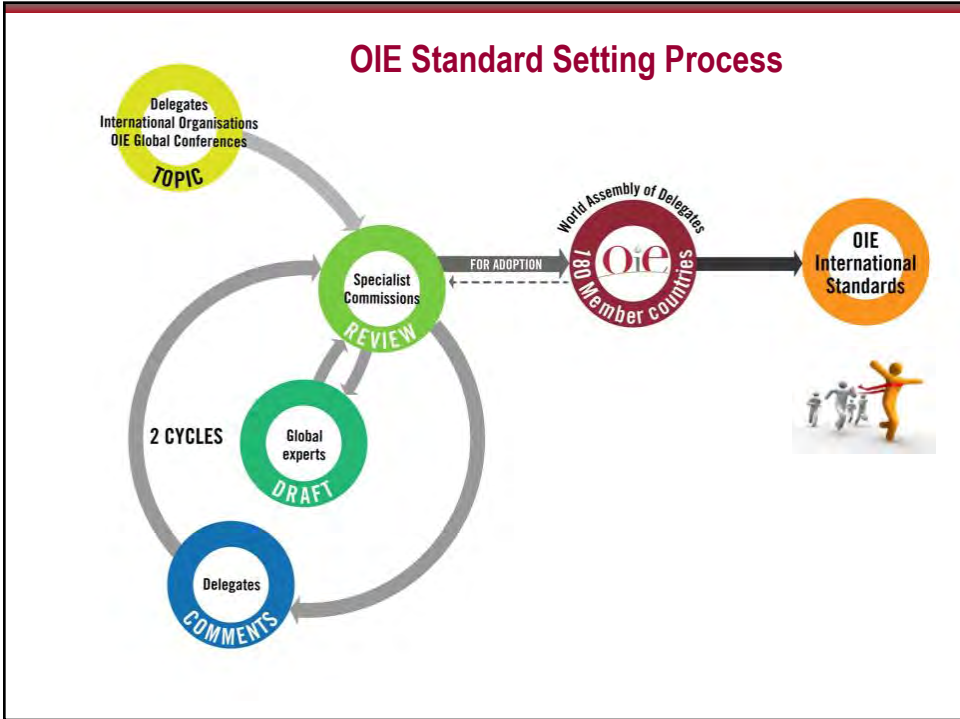 OIE Standard Setting Process
Delegates
International Organisations
OIE Global Conferences
TOPIC
World Assembly of Delegates
Oie
180 Member countries
OIE
International
Standards
FOR ADOPTION
Specialist
Commissions
REVIEW
2 CYCLES
Global
experts
DRAFT
Delegates
COMMENTS